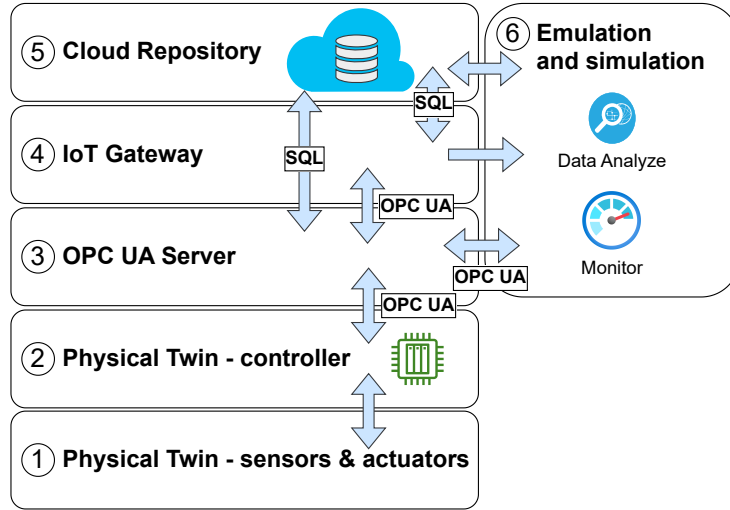 5 Cloud Repository
6 Emulation
and simulation
SQL
4 IoT Gateway
SQL
Data Analyze
OPC UA
3 OPC UA Server
OPC UA
Monitor
OPC UA
2 Physical Twin - controller
1 Physical Twin - sensors & actuators